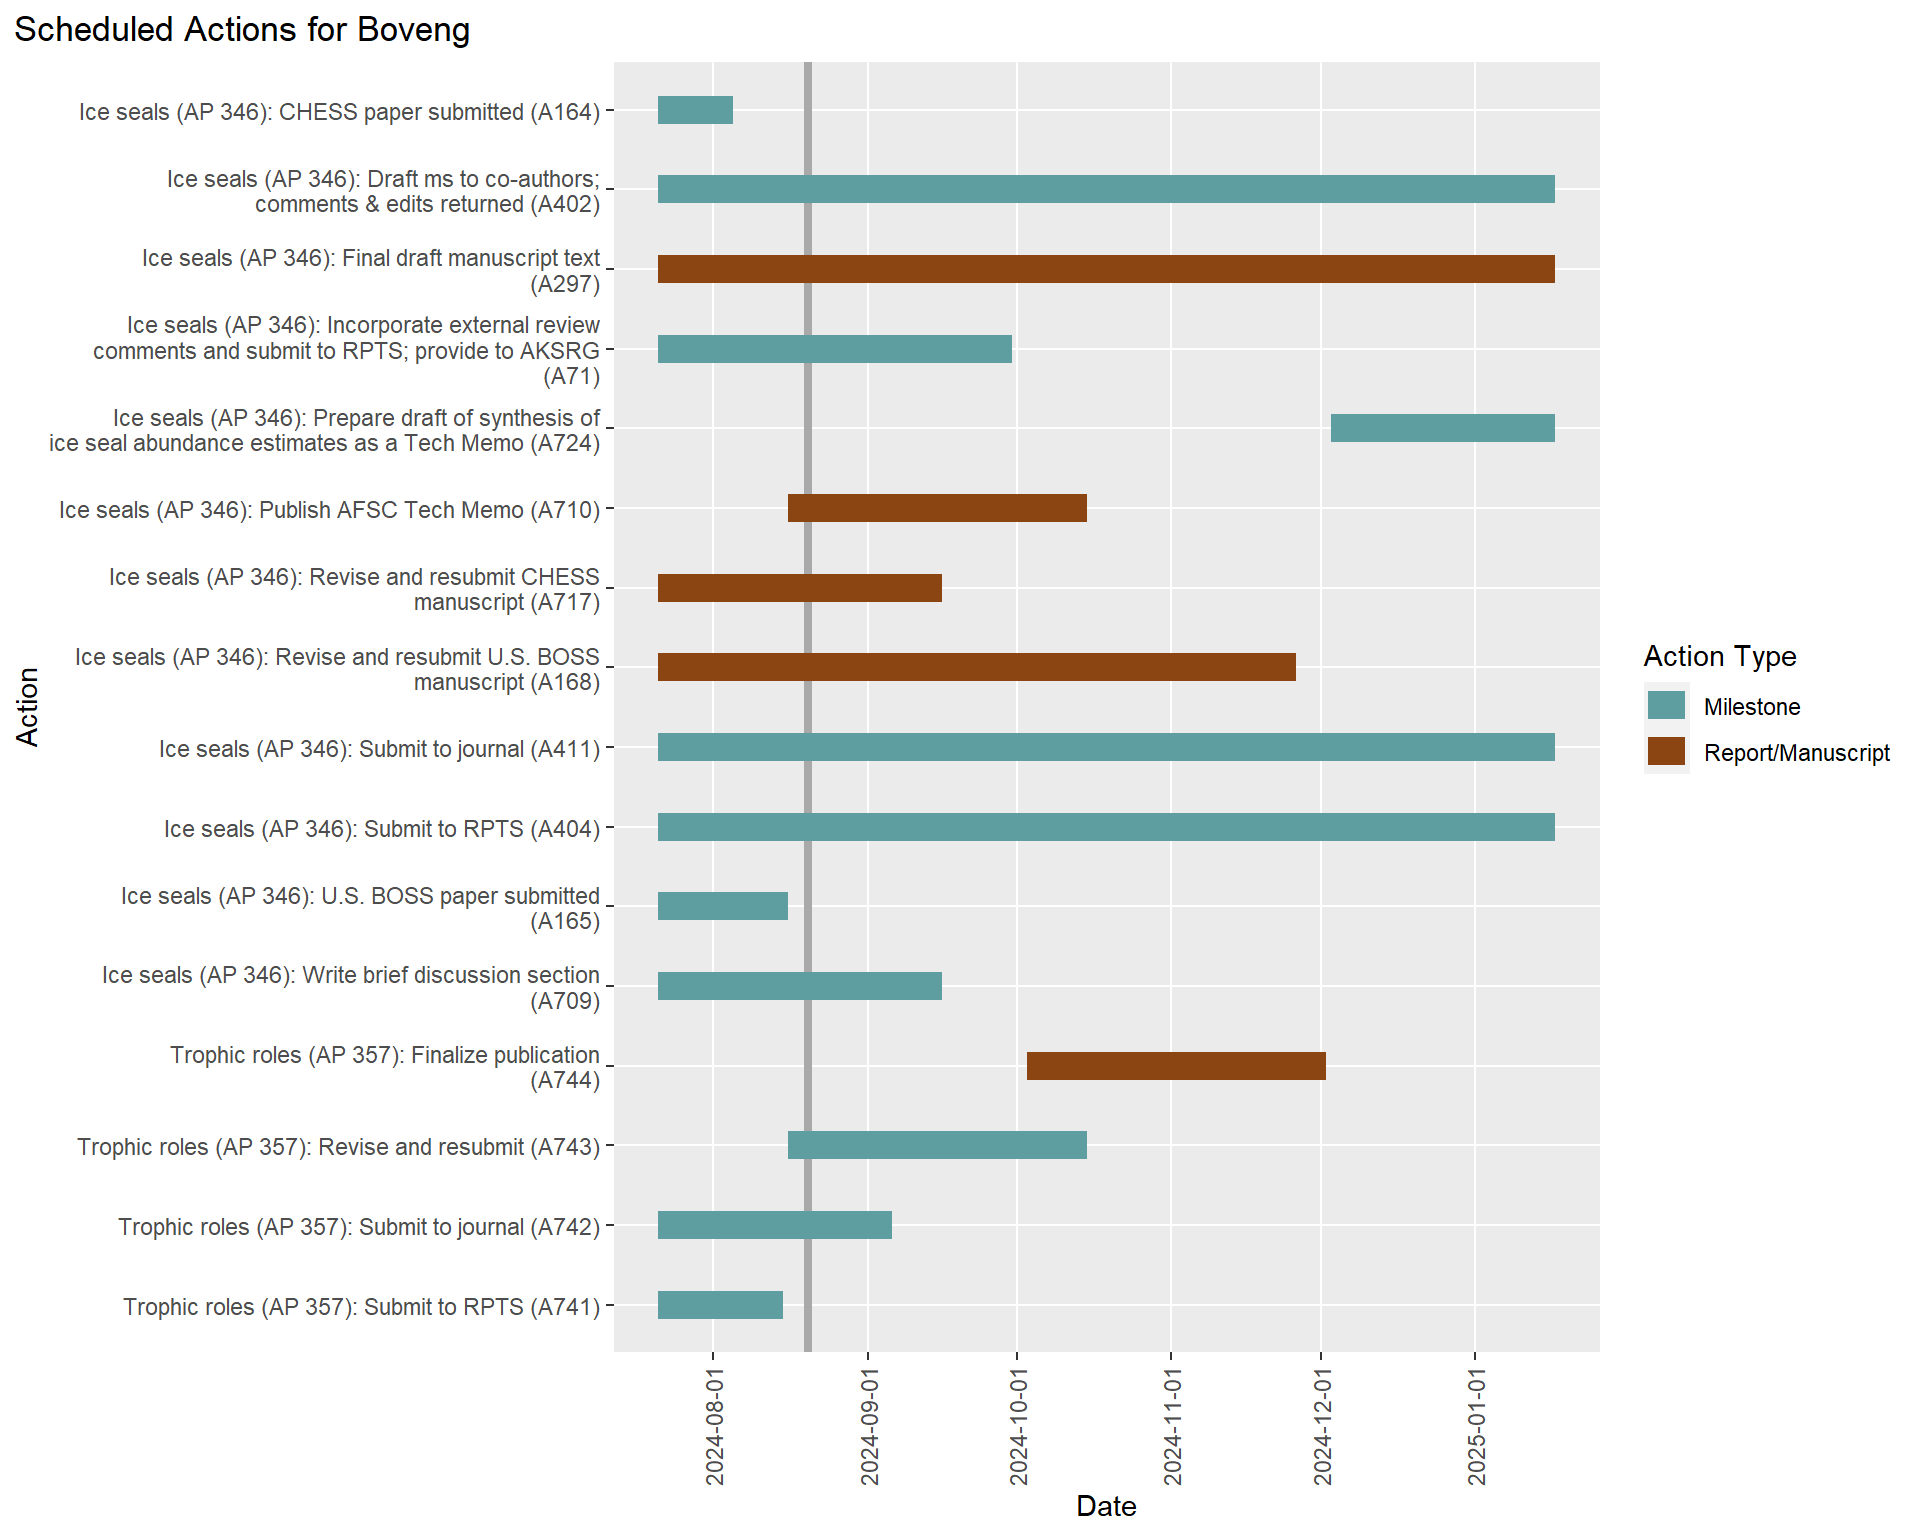 Scheduled Actions for Boveng
Ice seals (AP 346): CHESS paper submitted (A164)
Ice seals (AP 346): Draft ms to co-authors;
comments & edits returned (A402)
Ice seals (AP 346): Final draft manuscript text
(A297)
Ice seals (AP 346): Incorporate external review
comments and submit to RPTS; provide to AKSRG
(A71)
Ice seals (AP 346): Prepare draft of synthesis of
ice seal abundance estimates as a Tech Memo (A724)
Ice seals (AP 346): Publish AFSC Tech Memo (A710)
Ice seals (AP 346): Revise and resubmit CHESS
manuscript (A717)
Ice seals (AP 346): Revise and resubmit U.S. BOSS
manuscript (A168)
Ice seals (AP 346): Submit to journal (A411)
Ice seals (AP 346): Submit to RPTS (A404)
Ice seals (AP 346): U.S. BOSS paper submitted
(A165)
Ice seals (AP 346): Write brief discussion section
(A709)
Trophic roles (AP 357): Finalize publication
(A744)
Trophic roles (AP 357): Revise and resubmit (A743)
Trophic roles (AP 357): Submit to journal (A742)
Trophic roles (AP 357): Submit to RPTS (A741)
Action
2024-08-01
2024-09-01
2024-10-01
2024-11-01
2024-12-01
2025-01-01
Date
Action Type
Milestone
Report/Manuscript